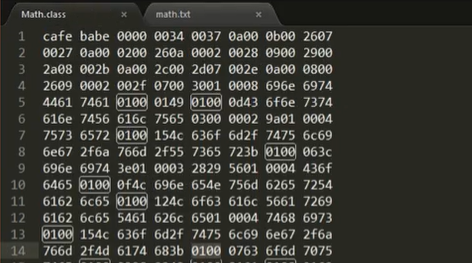 Math.class × math.txt ×
1 cafe babe 0000 0034 0037 0a00 0b00 2607
2 0027 0a00 0200 260a 0002 0028 0900 2900
3 2a08 002b 0a00 2c00 2d07 002e 0a00 0800
4 2609 0002 002f 0700 3001 0008 696e 6974
5 4461 7461 0100 0149 0100 0d43 6f6e 7374
6 616e 7456 616c 7565 0300 0002 9a01 0004
7 7573 6572 0100 154c 636f 6d2f 7475 6c69
8 6e67 2f6a 766d 2f55 7365 723b 0100 063c
9 696e 6974 3e01 0003 2829 5601 0004 436f
10 6465 0100 0f4c 696e 654e 756d 6265 7254
11 6162 6c65 0100 124c 6f63 616c 5661 7269
12 6162 6c65 5461 626c 6501 0004 7468 6973
13 0100 154c 636f 6d2f 7475 6c69 6e67 2f6a
14 766d 2f4d 6174 683b 0100 0763 6f6d 7075